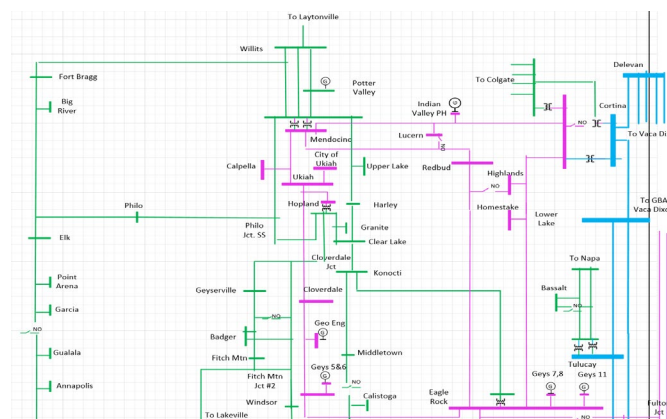 To Laytonville
Willits
Fort Bragg
Big
River
G
Potter
Valley
Indian
Valley PH
G
To Colgate
Delevan
Cortina
NO
To Vaca Di
Mendocino
Lucern
NO
Calpella
City of
Ukiah
Ukiah
Upper Lake
Redbud
Highlands
NO
Homestake
Lower
Lake
To GBA
Vaca Dixo
Philo
Hopland
Harley
Philo
Jct. SS
Granite
Clear Lake
Elk
Cloverdale
Jct
Konocti
To Napa
Point
Arena
Geyserville
Cloverdale
Bassalt
NO
Garcia
NO
NO
Geo Eng
G
Badger
Gualala
Fitch Mtn
Middletown
Tulucay
Fitch Mtn
Jct #2
Geys 5&6
G
Geys 7,8
G
Geys 11
G
Annapolis
NO
Calistoga
Eagle
Rock
Windsor
To Lakeville
Fulto
Jct